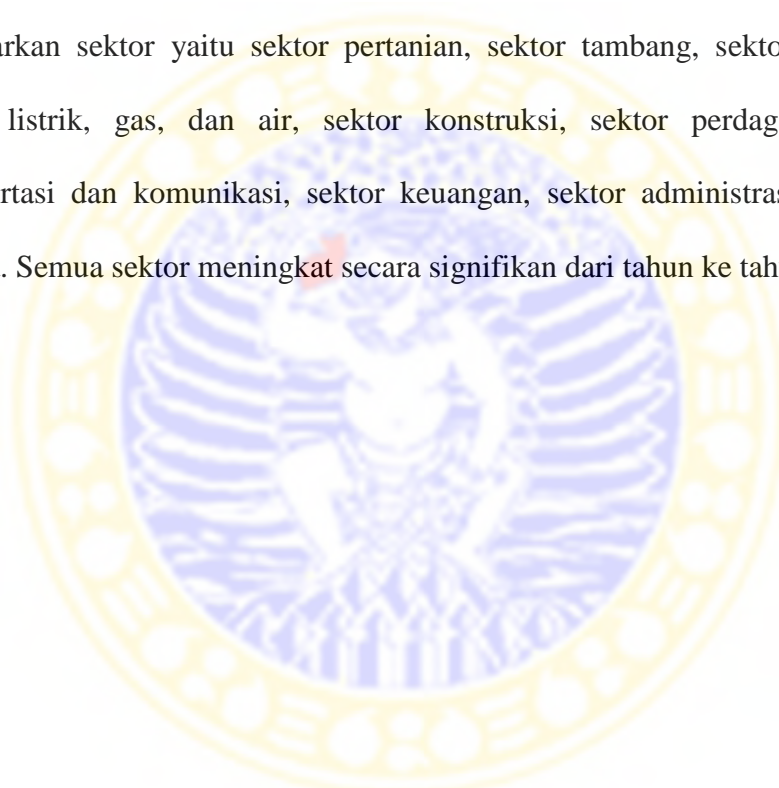 arkan sektor yaitu sektor pertanian, sektor tambang, sekto
listrik, gas, dan air, sektor konstruksi, sektor perdag
rtasi dan komunikasi, sektor keuangan, sektor administras
. Semua sektor meningkat secara signifikan dari tahun ke tah